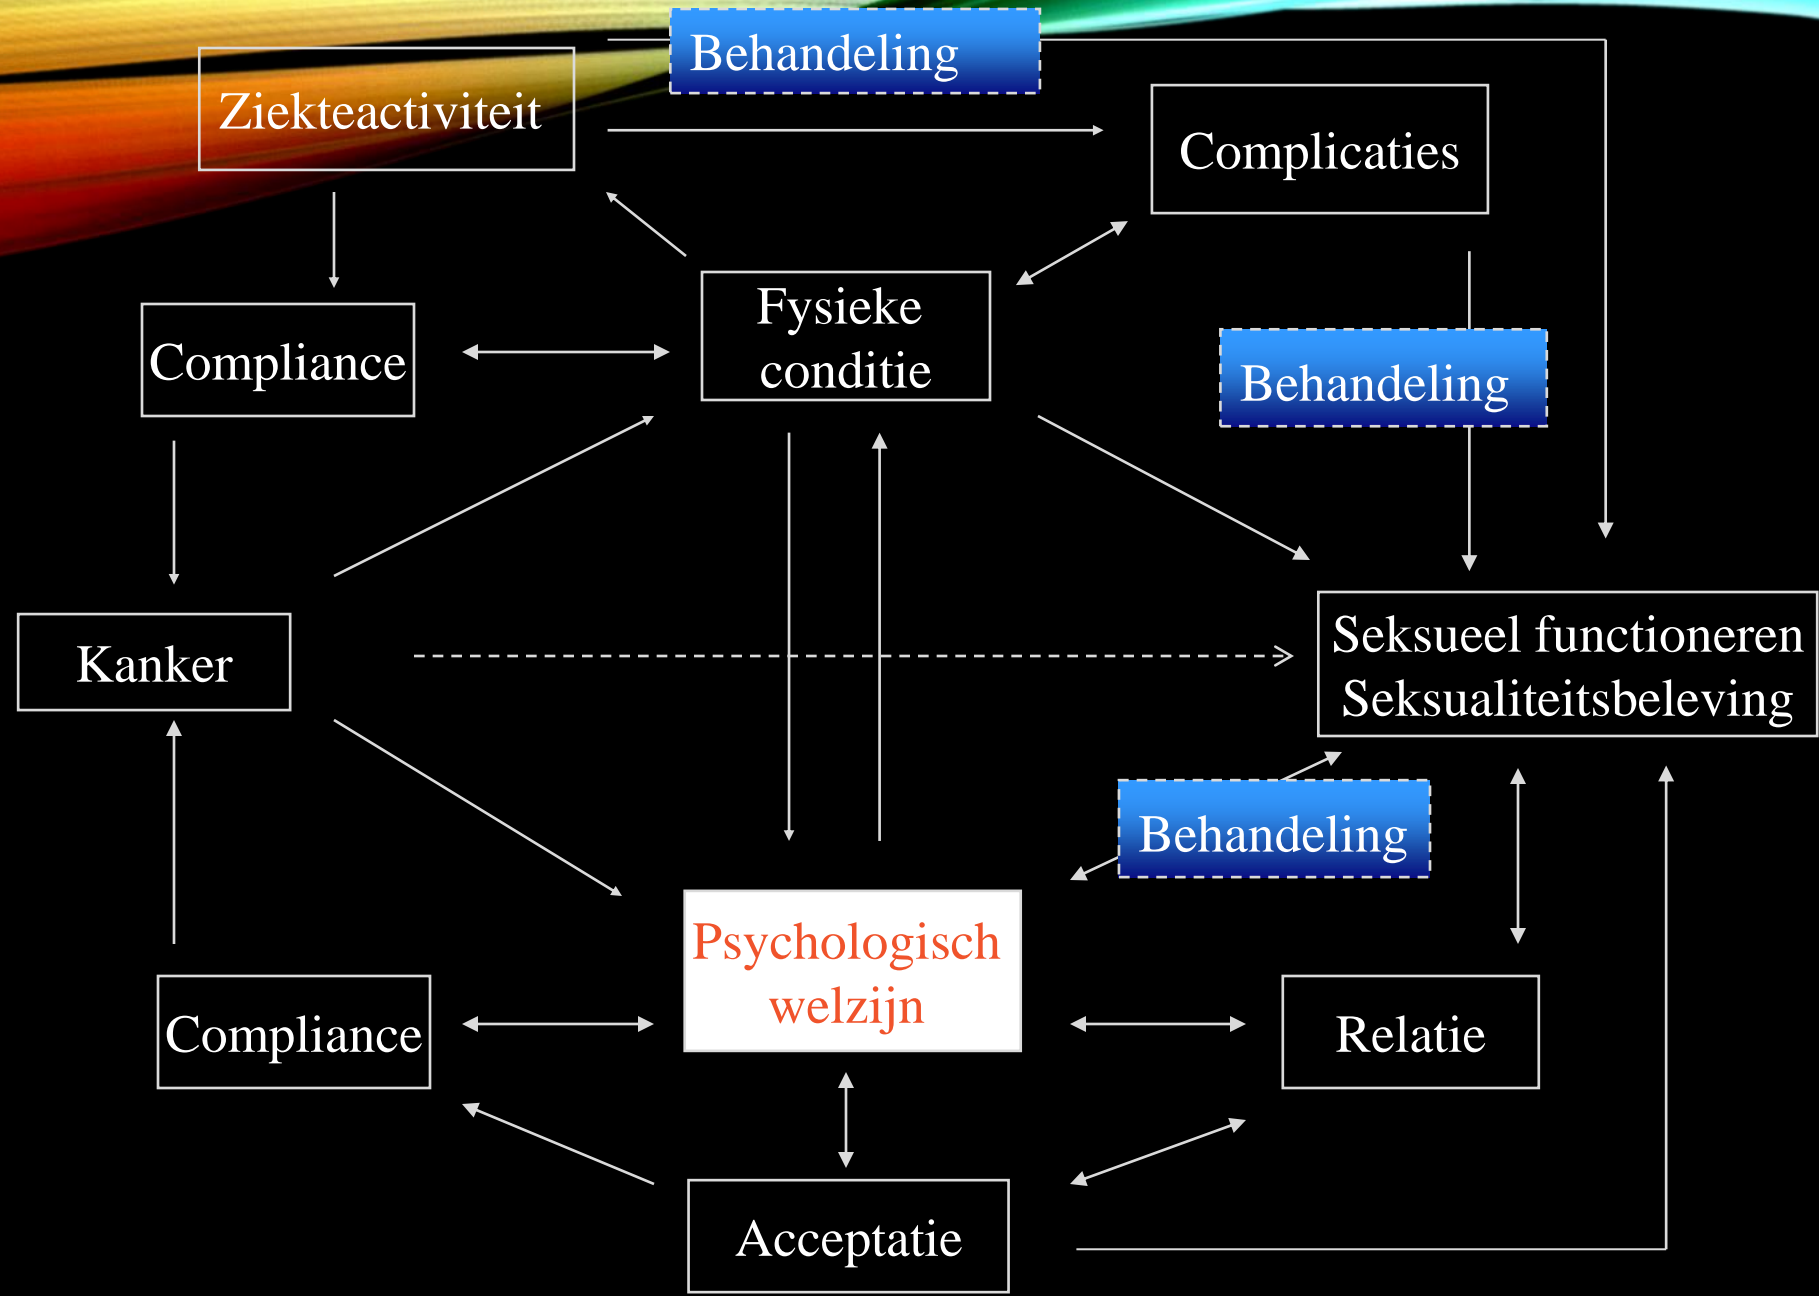 Behandeling
Ziekteactiviteit
Complicaties
Fysieke
conditie
Compliance
Behandeling
Kanker
Seksueel functioneren
Seksualiteitsbeleving
Behandeling
Psychologisch
welzijn
Compliance
Relatie
Acceptatie